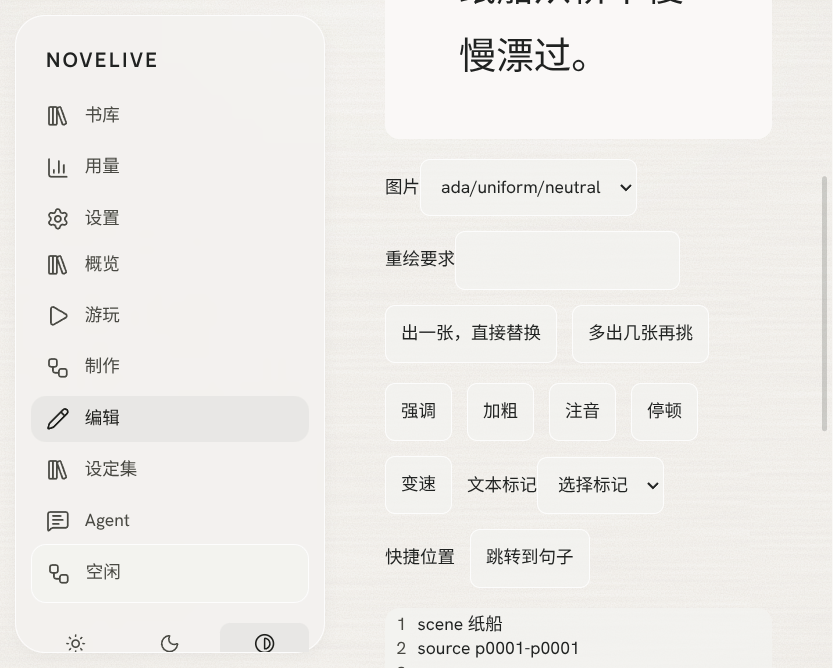 NOVELIVE
书库
用量
设置
概览
游玩
制作
编辑
设定集
Agent
空闲
慢漂过。
图片 ada/uniform/neutral
重绘要求
出一张，直接替换 多出几张再挑
强调 加粗 注音 停顿
变速 文本标记 选择标记
快捷位置 跳转到句子
1 scene 纸船
2 source p0001-p0001